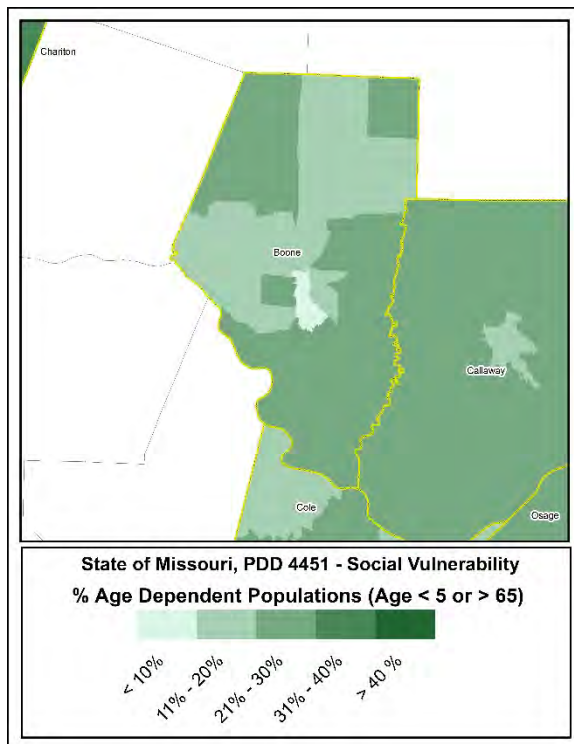 Chariton
Boone
Callaway
Cole
Osage
State of Missouri, PDD 4451 - Social Vulnerability
% Age Dependent Populations (Age < 5 or > 65)
< 10%
11% - 20%
21% - 30%
31% - 40%
> 40 %